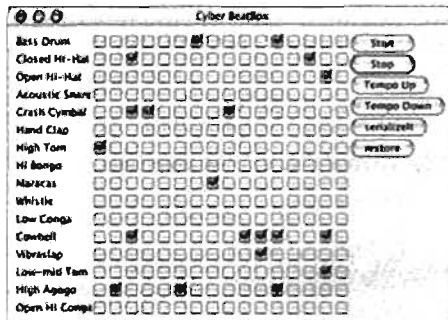 Cyber BeatBox
Bass Drum
Start
Closed Hi-Hat
Stop
Open Hi-Hat
Tempo Up
Acoustic Snare
Tempo Down
Crash Cymbal
Hand Clap
serializeIt
High Tom
restore
Hi Bongo
Maracas
Whistle
Low Conga
Cowbell
Vibraslap
Low-mid Tom
High Agogo
Open Hi Conga